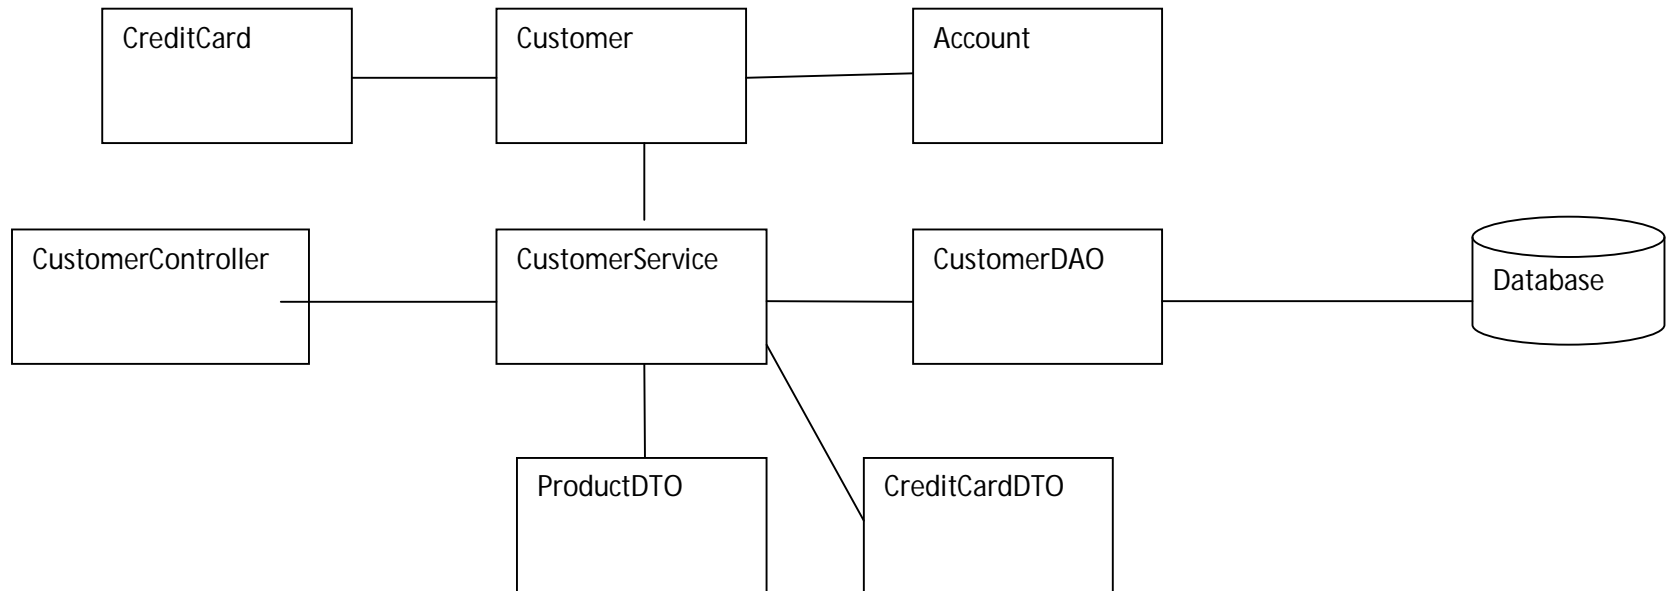 CreditCard
Customer
Account
CustomerController
CustomerService
CustomerDAO
Database
ProductDTO
CreditCardDTO